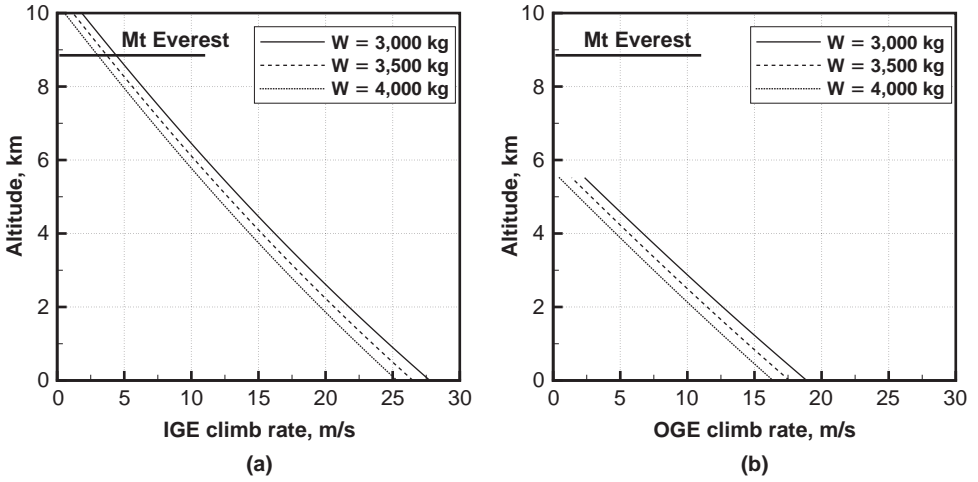 10
8
6
4
2
0
Altitude, km
Mt Everest
W = 3,000 kg
W = 3,500 kg
W = 4,000 kg
0 5 10 15 20 25 30
IGE climb rate, m/s
(a)
10
8
6
4
2
0
Altitude, km
Mt Everest
W = 3,000 kg
W = 3,500 kg
W = 4,000 kg
0 5 10 15 20 25 30
OGE climb rate, m/s
(b)